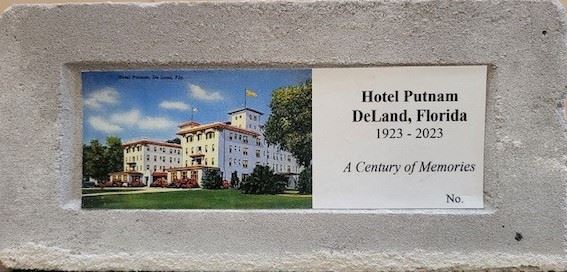 Hotel Putnam, De Land, Fla.
Hotel Putnam
DeLand, Florida
1923 - 2023
A Century of Memories
No.